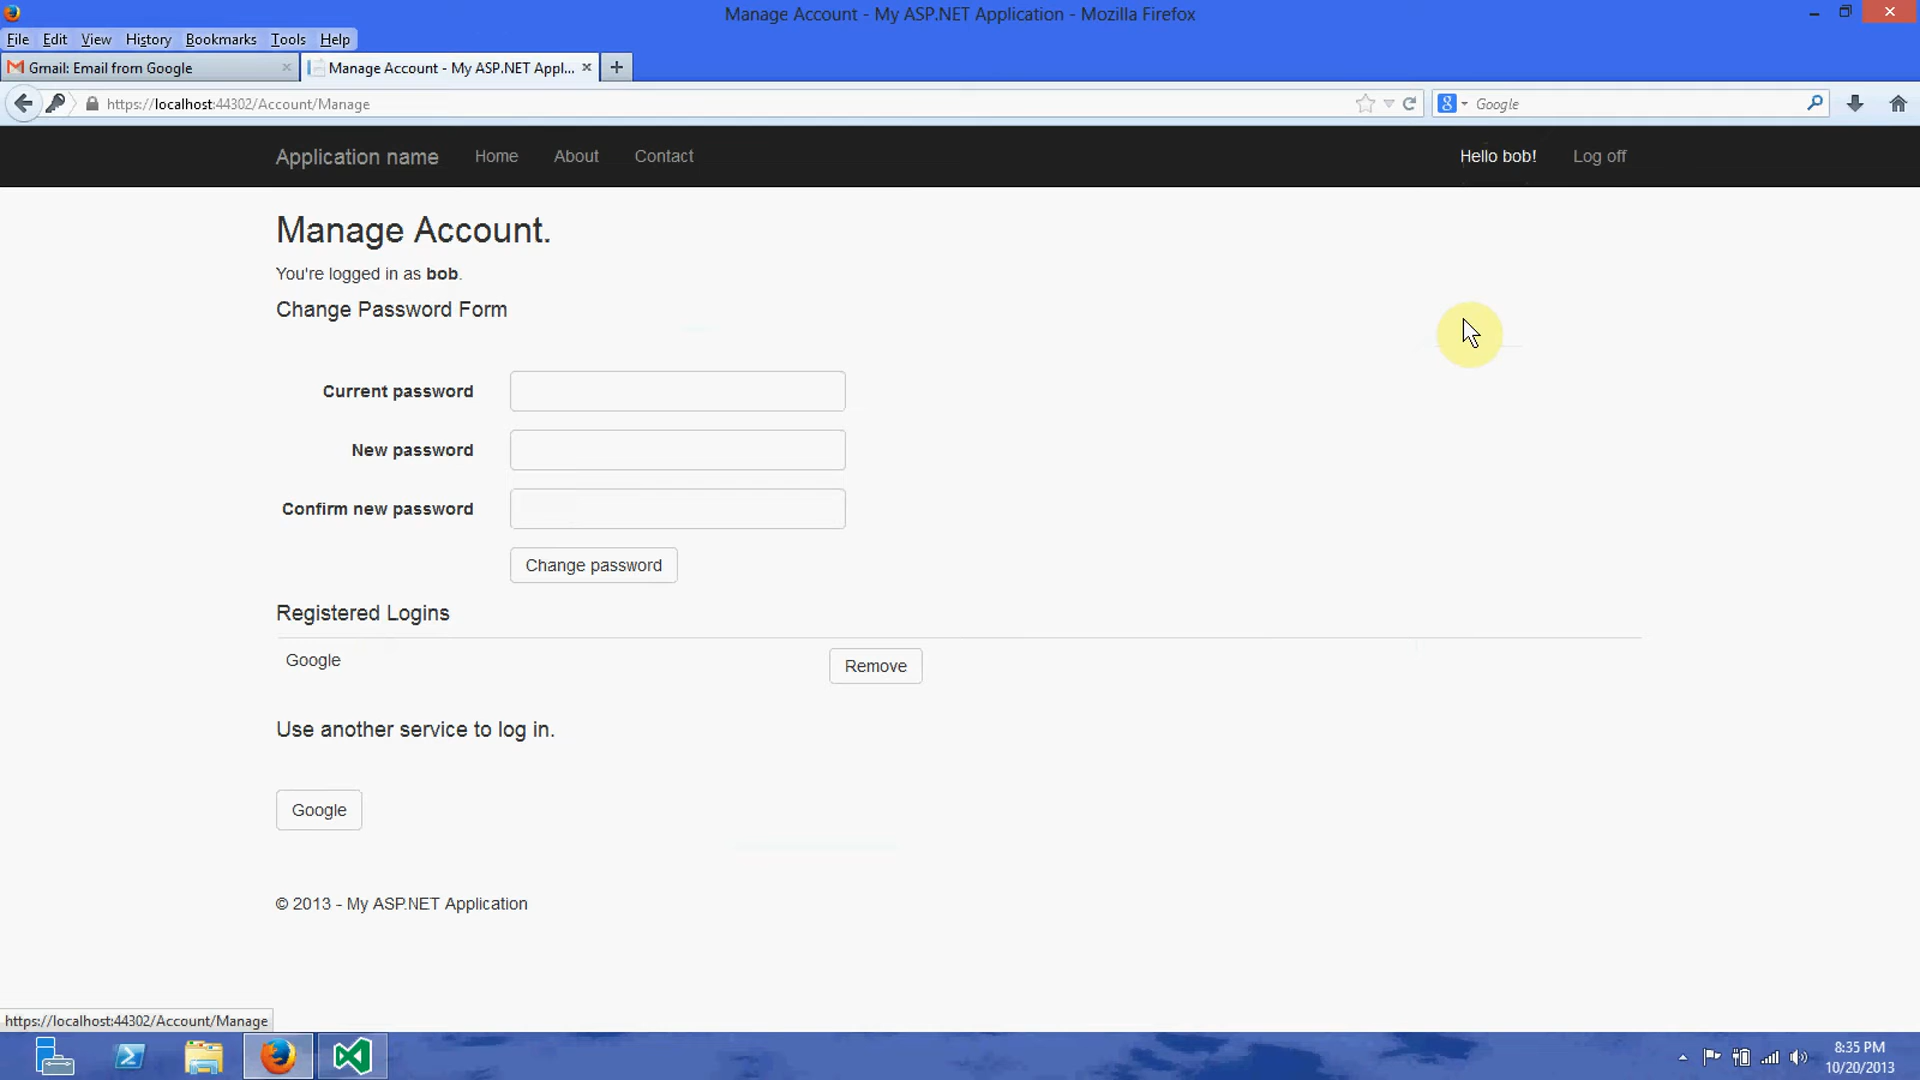 Manage Account - My ASP.NET Application - Mozilla Firefox
File Edit View History Bookmarks Tools Help
Gmail: Email from Google
Manage Account - My ASP.NET Appl...
https://localhost:44302/Account/Manage
Google
Application name Home About Contact Hello bob! Log off
Manage Account.
You're logged in as bob.
Change Password Form
Current password
New password
Confirm new password
Change password
Registered Logins
Google Remove
Use another service to log in.
Google
© 2013 - My ASP.NET Application
https://localhost:44302/Account/Manage
8:35 PM
10/20/2013